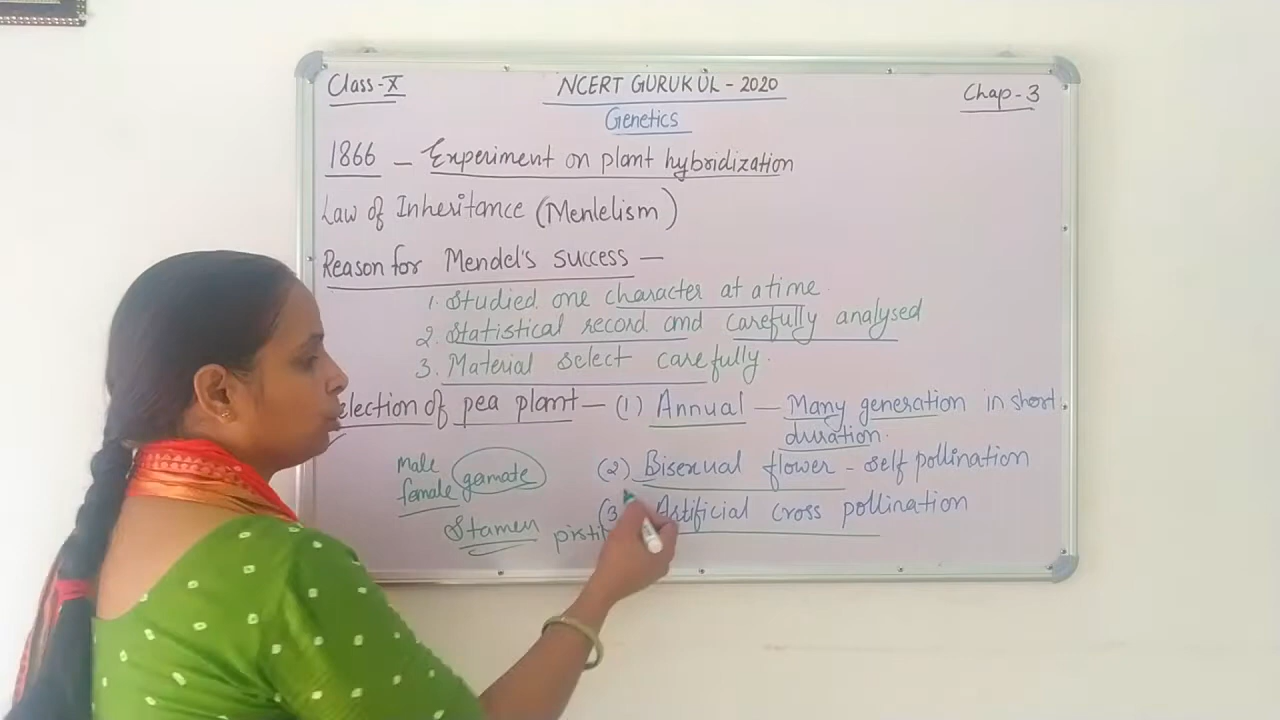 Class-X
NCERT GURUKUL - 2020
Chap-3
Genetics
1866 - Experiment on plant hybridization
Law of Inheritance (Menlelism)
Reason for Mendel's success -
1. Studied one character at a time
2. Statistical record and carefully analysed
3. Material select carefully.
election of pea plant - (1) Annual - Many generation in short
duration.
(2) Bisexual flower - self pollination
(3 Artificial cross pollination
Male
female gamate
Stamen pisti